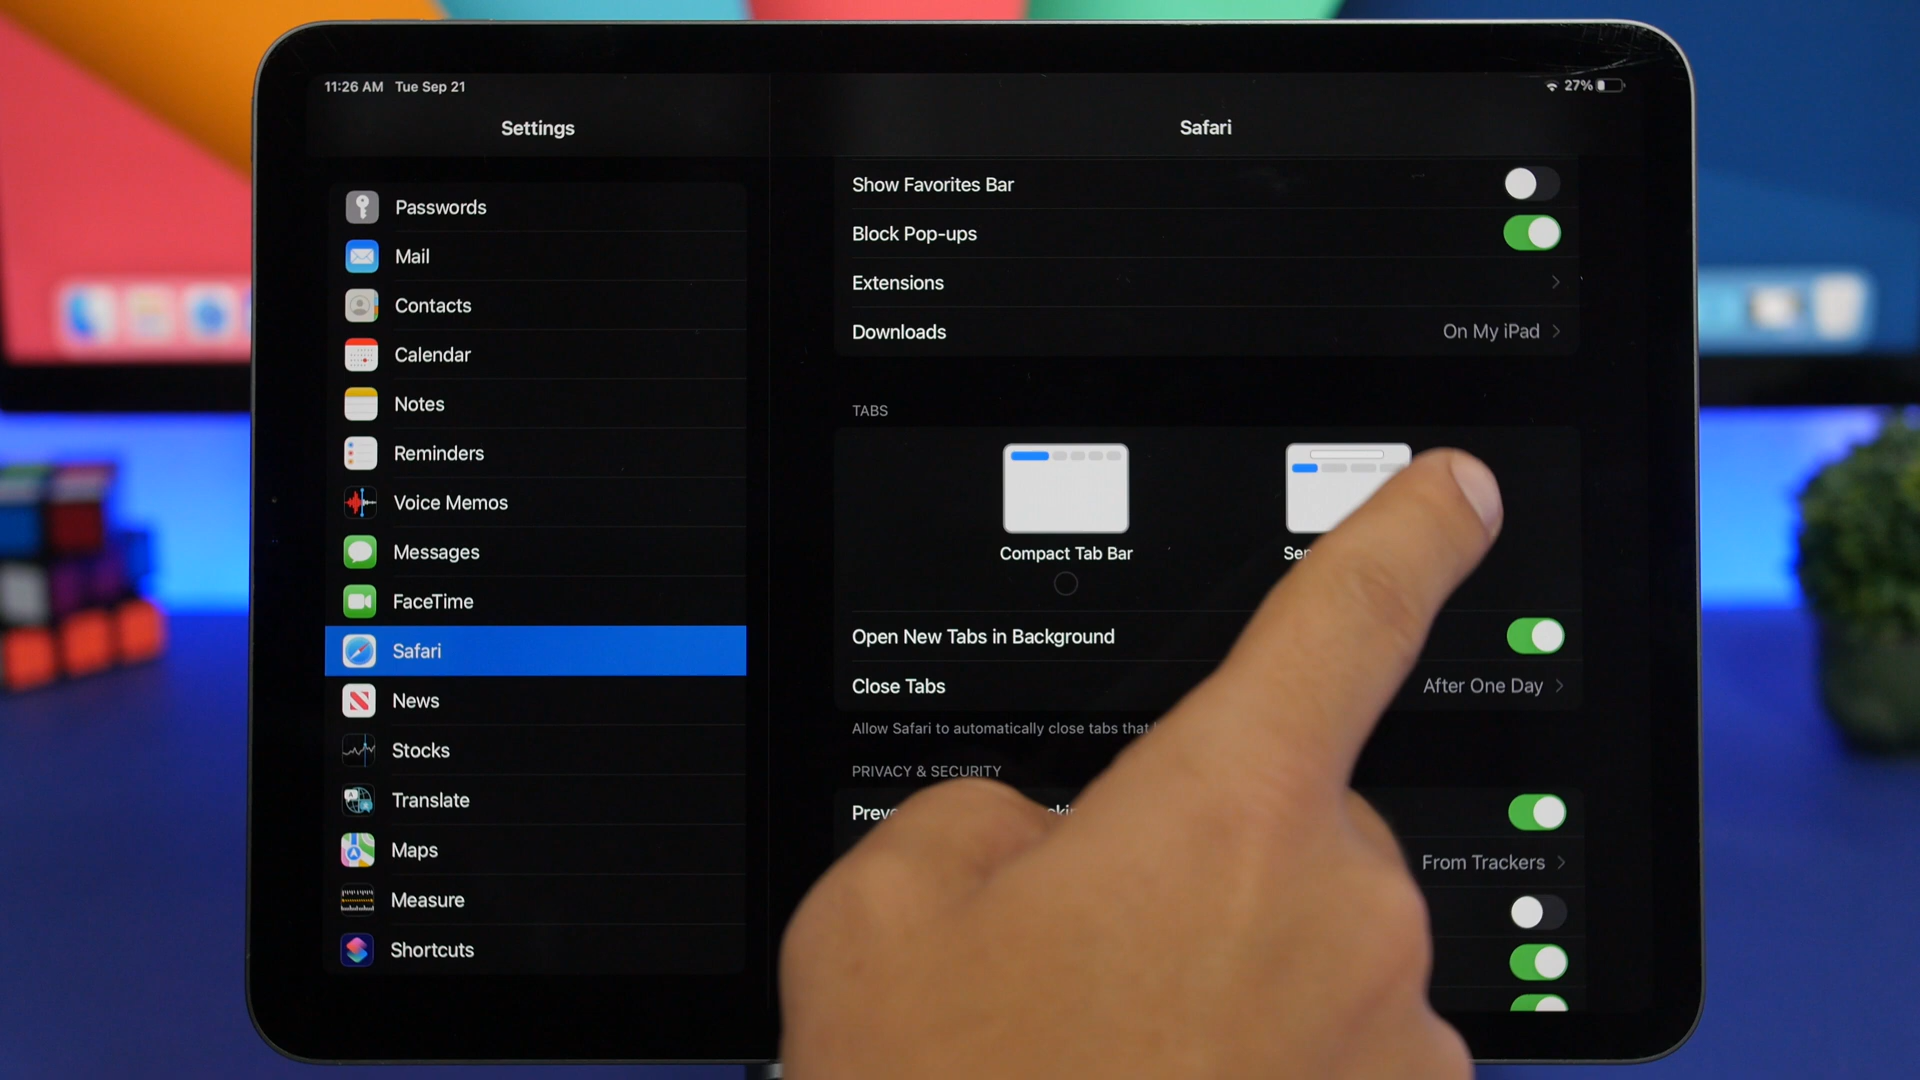 11:26 AM Tue Sep 21
27%
Settings
Passwords
Mail
Contacts
Calendar
Notes
Reminders
Voice Memos
Messages
FaceTime
Safari
News
Stocks
Translate
Maps
Measure
Shortcuts
Safari
Show Favorites Bar
Block Pop-ups
Extensions
Downloads On My iPad
TABS
Compact Tab Bar
Open New Tabs in Background
Close Tabs After One Day
Allow Safari to automatically close tabs that
PRIVACY & SECURITY
From Trackers